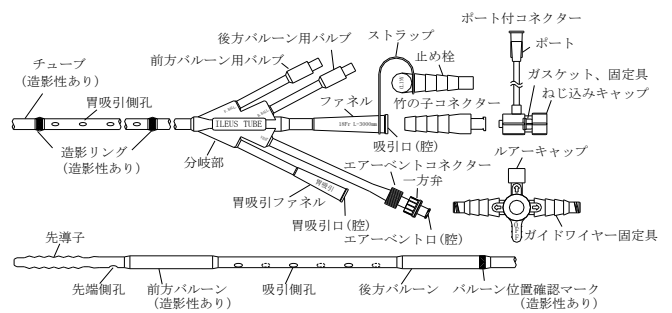 ポート付コネクター
後方バルーン用バルブ
ストラップ
前方バルーン用バルブ
止め栓
ポート
チューブ
(造影性あり)
ガスケット、固定具
胃吸引側孔
ファネル
竹の子コネクター
ねじ込みキャップ
ILEUS TUBE
18Fr L-3000mm
吸引口(腔)
造影リング
(造影性あり)
分岐部
エアーベントコネクター
ルアーキャップ
一方弁
胃吸引
胃吸引ファネル
胃吸引口(腔)
エアーベント口(腔)
ガイドワイヤー固定具
先導子
先端側孔
前方バルーン
(造影性あり)
吸引側孔
後方バルーン
バルーン位置確認マーク
(造影性あり)